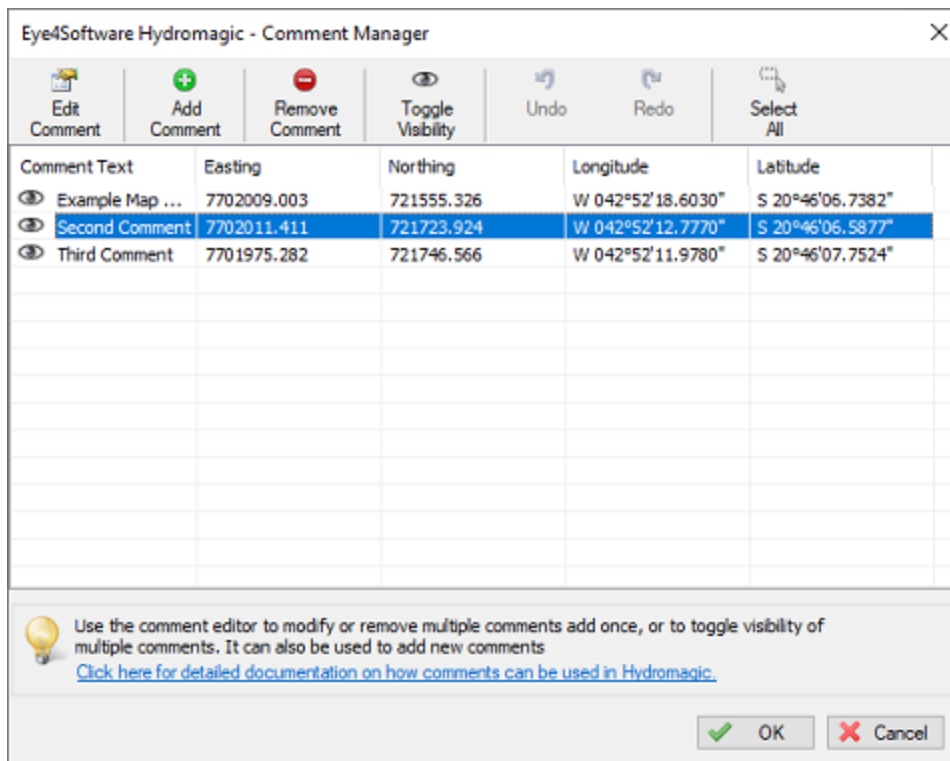 Eye4Software Hydromagic - Comment Manager
Edit Comment
Add Comment
Remove Comment
Toggle Visibility
Undo
Redo
Select All
Comment Text Easting Northing Longitude Latitude
Example Map ... 7702009.003 721555.326 W 042°52'18.6030" S 20°46'06.7382"
Second Comment 7702011.411 721723.924 W 042°52'12.7770" S 20°46'06.5877"
Third Comment 7701975.282 721746.566 W 042°52'11.9780" S 20°46'07.7524"
Use the comment editor to modify or remove multiple comments add once, or to toggle visibility of
multiple comments. It can also be used to add new comments
Click here for detailed documentation on how comments can be used in Hydromagic.
OK
Cancel